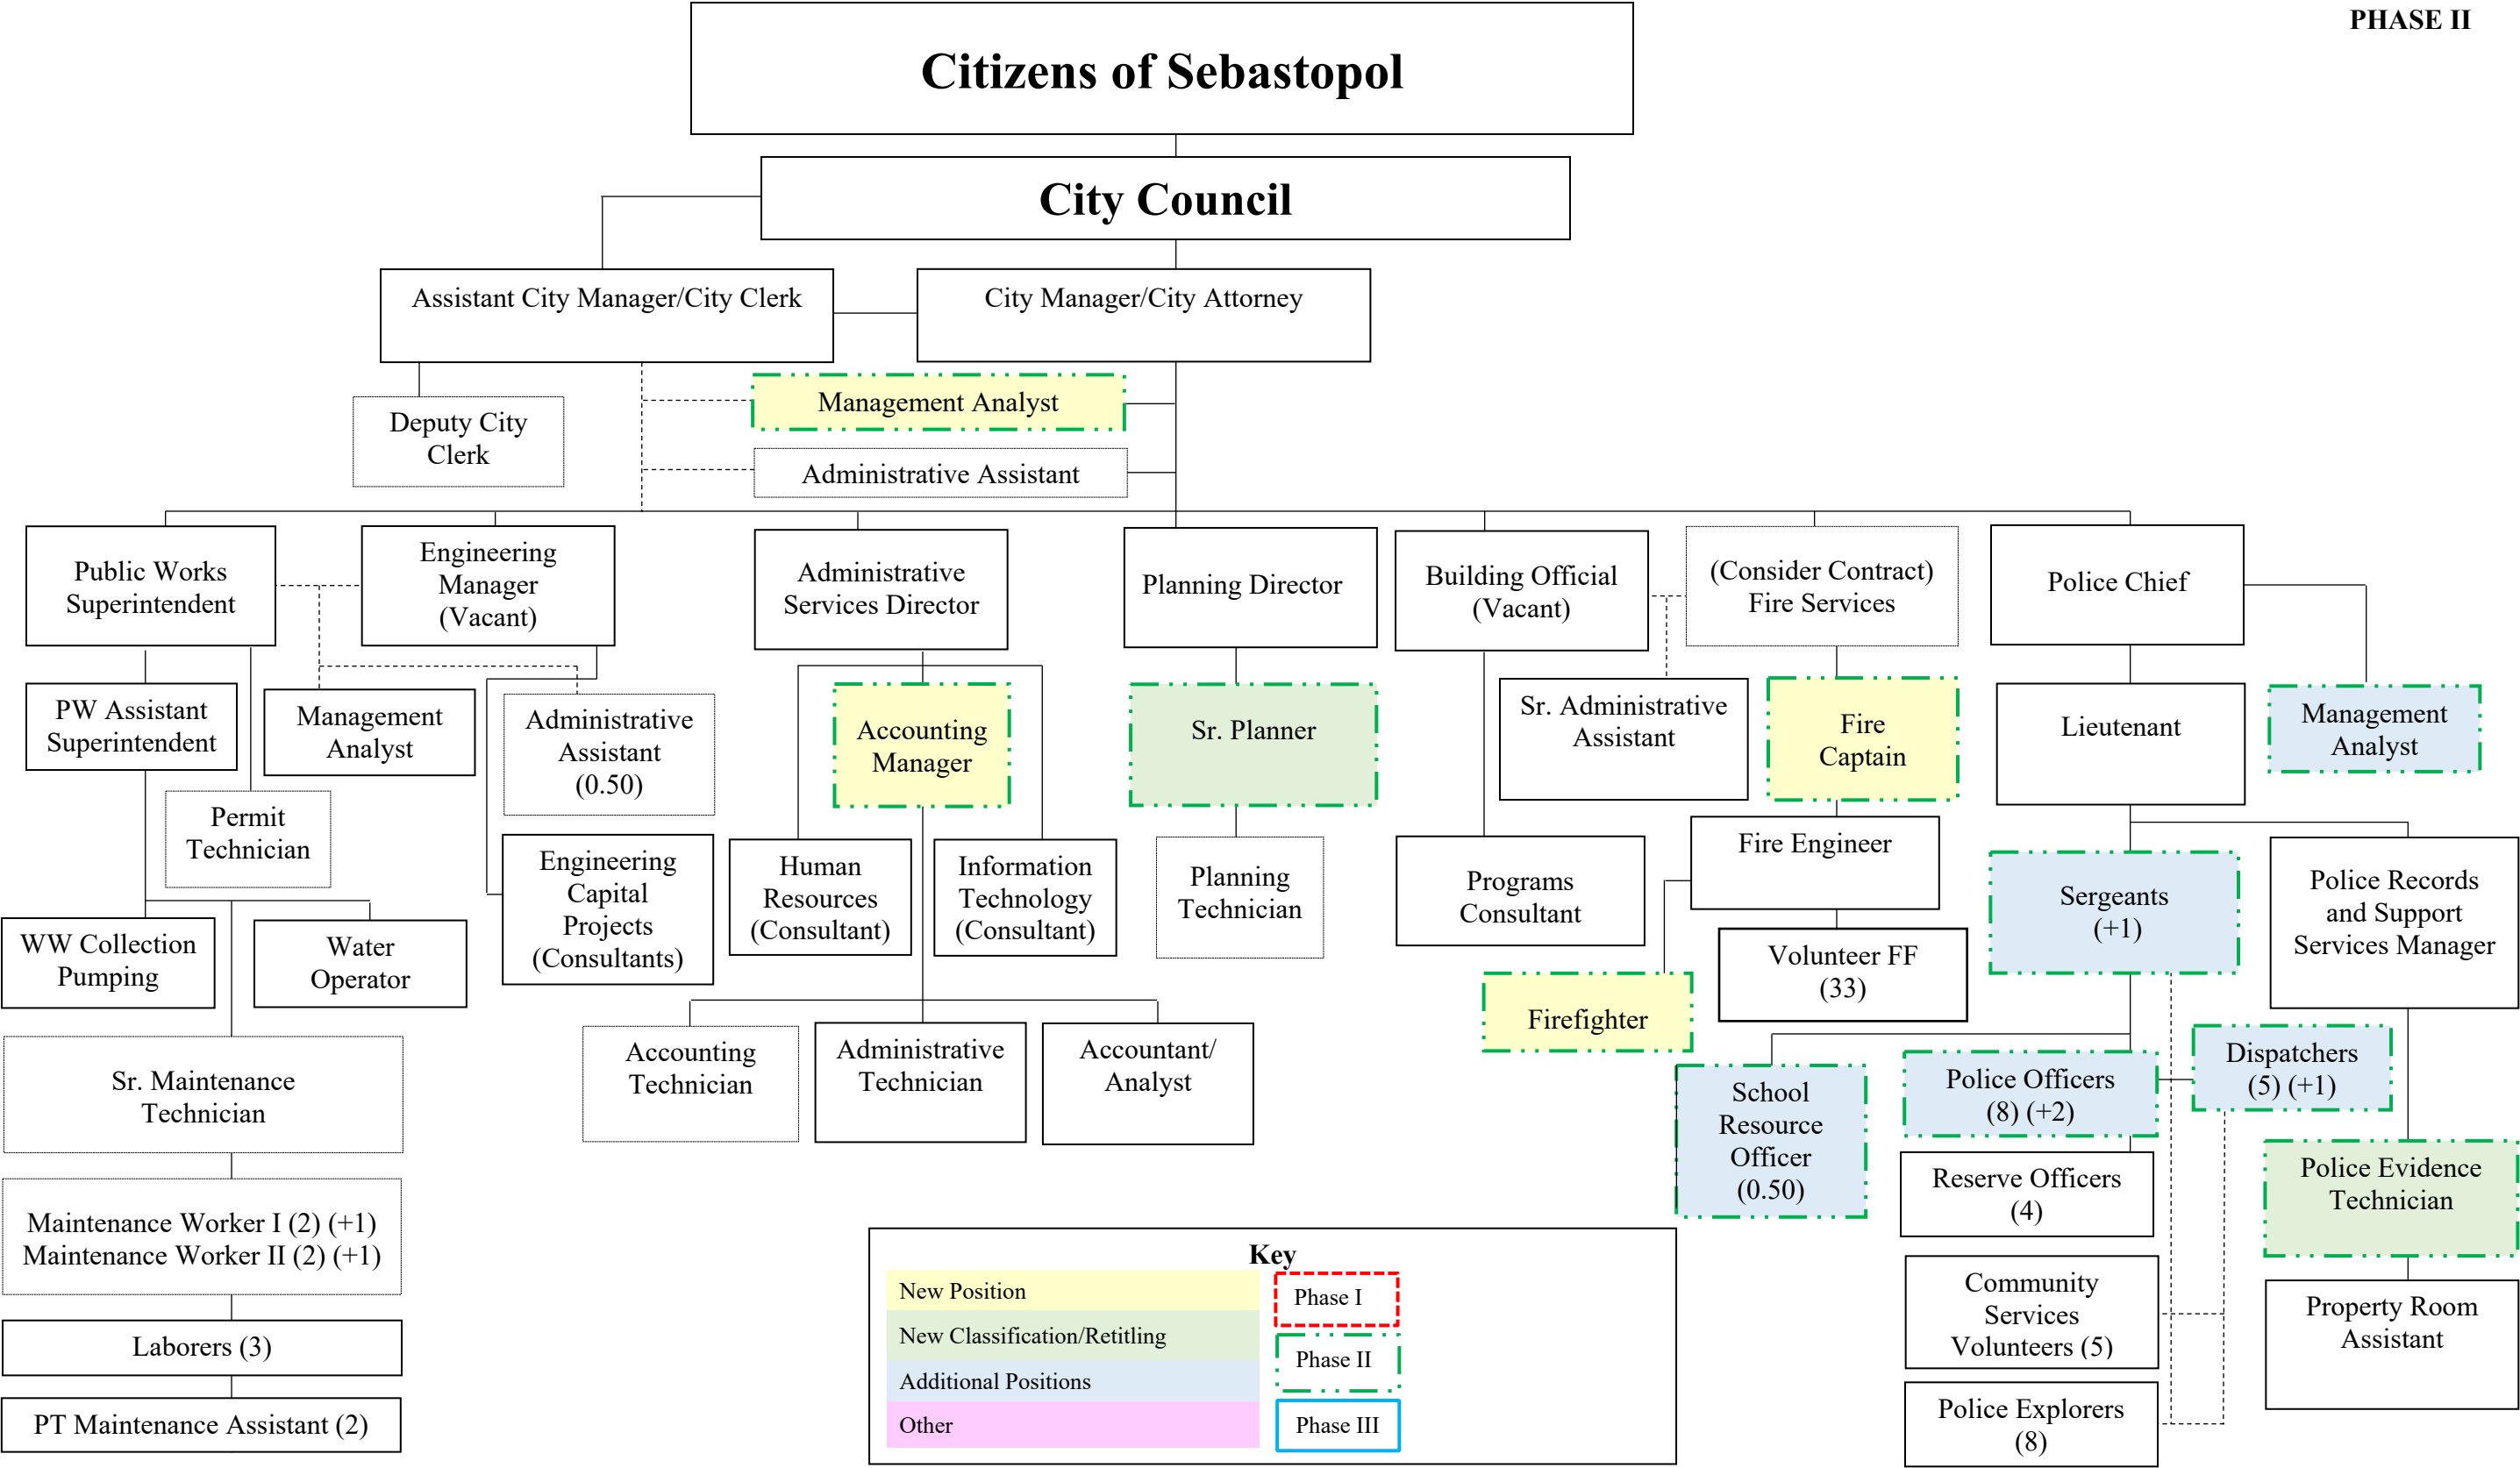 PHASE II
Citizens of Sebastopol
City Council
Assistant City Manager/City Clerk
City Manager/City Attorney
Management Analyst
Deputy City
Clerk
Administrative Assistant
Public Works
Superintendent
Engineering
Manager
(Vacant)
Administrative
Services Director
Planning Director
Building Official
(Vacant)
(Consider Contract)
Fire Services
Police Chief
PW Assistant
Superintendent
Management
Analyst
Administrative
Assistant
(0.50)
Accounting
Manager
Sr. Planner
Sr. Administrative
Assistant
Fire
Captain
Lieutenant
Management
Analyst
Permit
Technician
Engineering
Capital
Projects
(Consultants)
Human
Resources
(Consultant)
Information
Technology
(Consultant)
Planning
Technician
Programs
Consultant
Fire Engineer
Sergeants
(+1)
Police Records
and Support
Services Manager
WW Collection
Pumping
Water
Operator
Volunteer FF
(33)
Firefighter
Sr. Maintenance
Technician
Accounting
Technician
Administrative
Technician
Accountant/
Analyst
School
Resource
Officer
(0.50)
Police Officers
(8) (+2)
Dispatchers
(5) (+1)
Reserve Officers
(4)
Police Evidence
Technician
Maintenance Worker I (2) (+1)
Maintenance Worker II (2) (+1)
Community
Services
Volunteers (5)
Property Room
Assistant
Laborers (3)
PT Maintenance Assistant (2)
Police Explorers
(8)
Key
New Position
Phase I
New Classification/Retitling
Phase II
Additional Positions
Other
Phase III